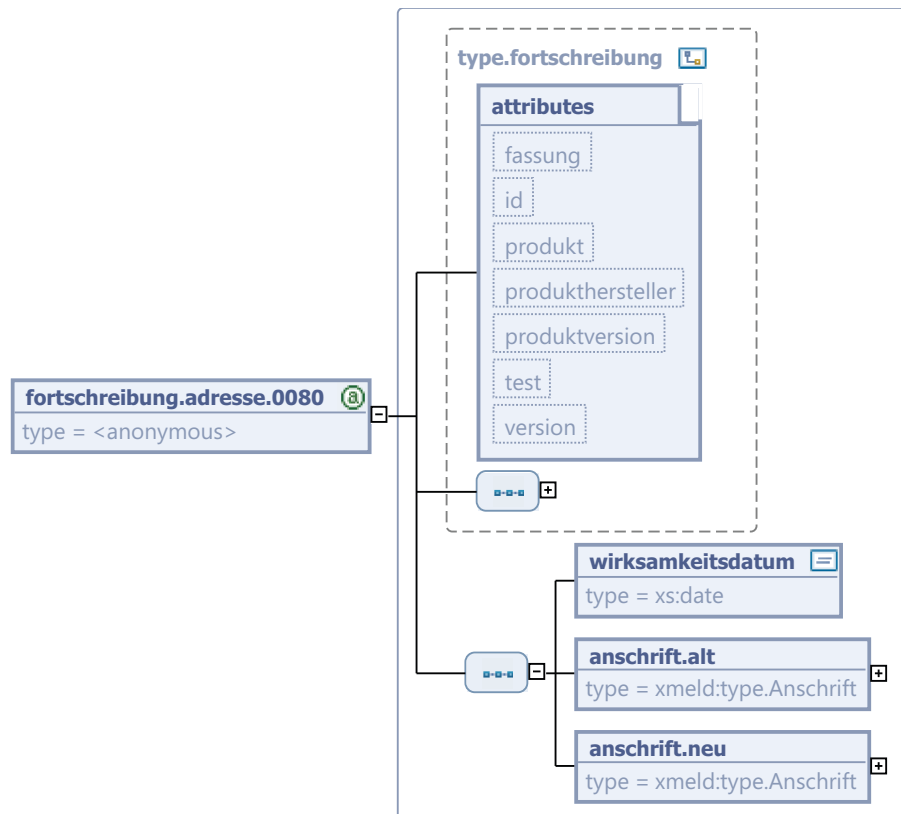 type.fortschreibung
attributes
fassung
id
produkt
produkthersteller
produktversion
test
version
fortschreibung.adresse.0080
type = <anonymous>
wirksamkeitsdatum
type = xs:date
anschrift.alt
type = xmeld:type.Anschrift
anschrift.neu
type = xmeld:type.Anschrift